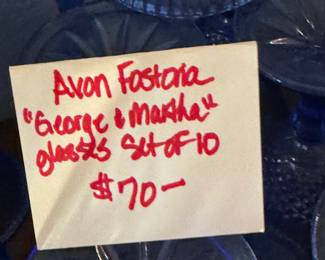 Avon Fostoria
"George & Martha"
glasses Set of 10
$70-